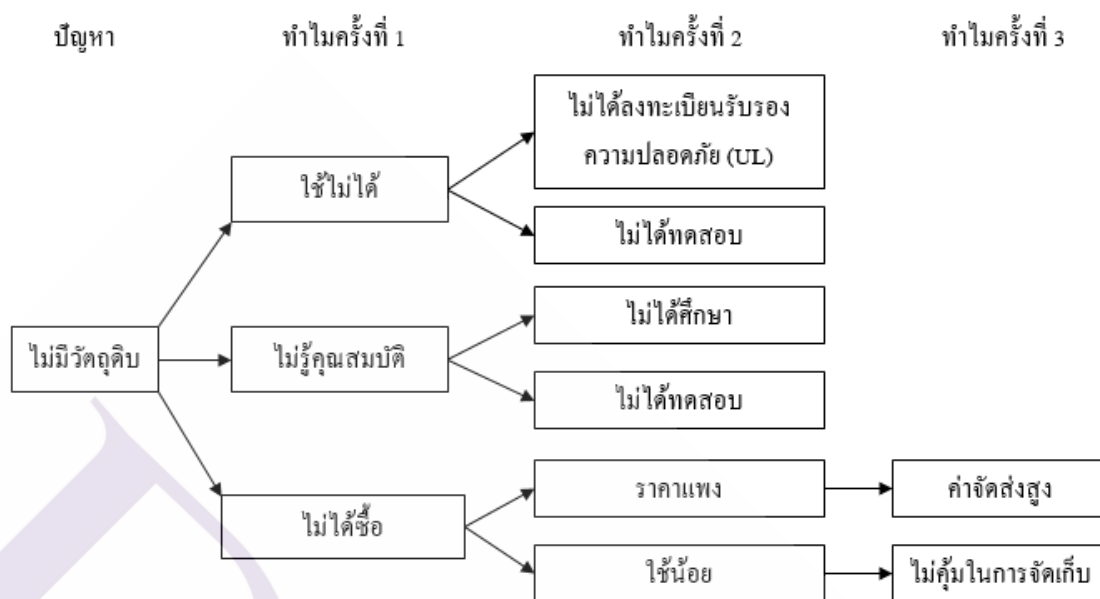 ปัญหา ทำไมครั้งที่ 1 ทำไมครั้งที่ 2 ทำไมครั้งที่ 3
ไม่ได้ลงทะเบียนรับรอง
ความปลอดภัย (UL)
ใช้ไม่ได้
ไม่ได้ทดสอบ
ไม่ได้ศึกษา
ไม่มีวัตถุดิบ ไม่รู้คุณสมบัติ
ไม่ได้ทดสอบ
ราคาแพง ค่าจัดส่งสูง
ไม่ได้ซื้อ
ใช้น้อย ไม่คุ้มในการจัดเก็บ